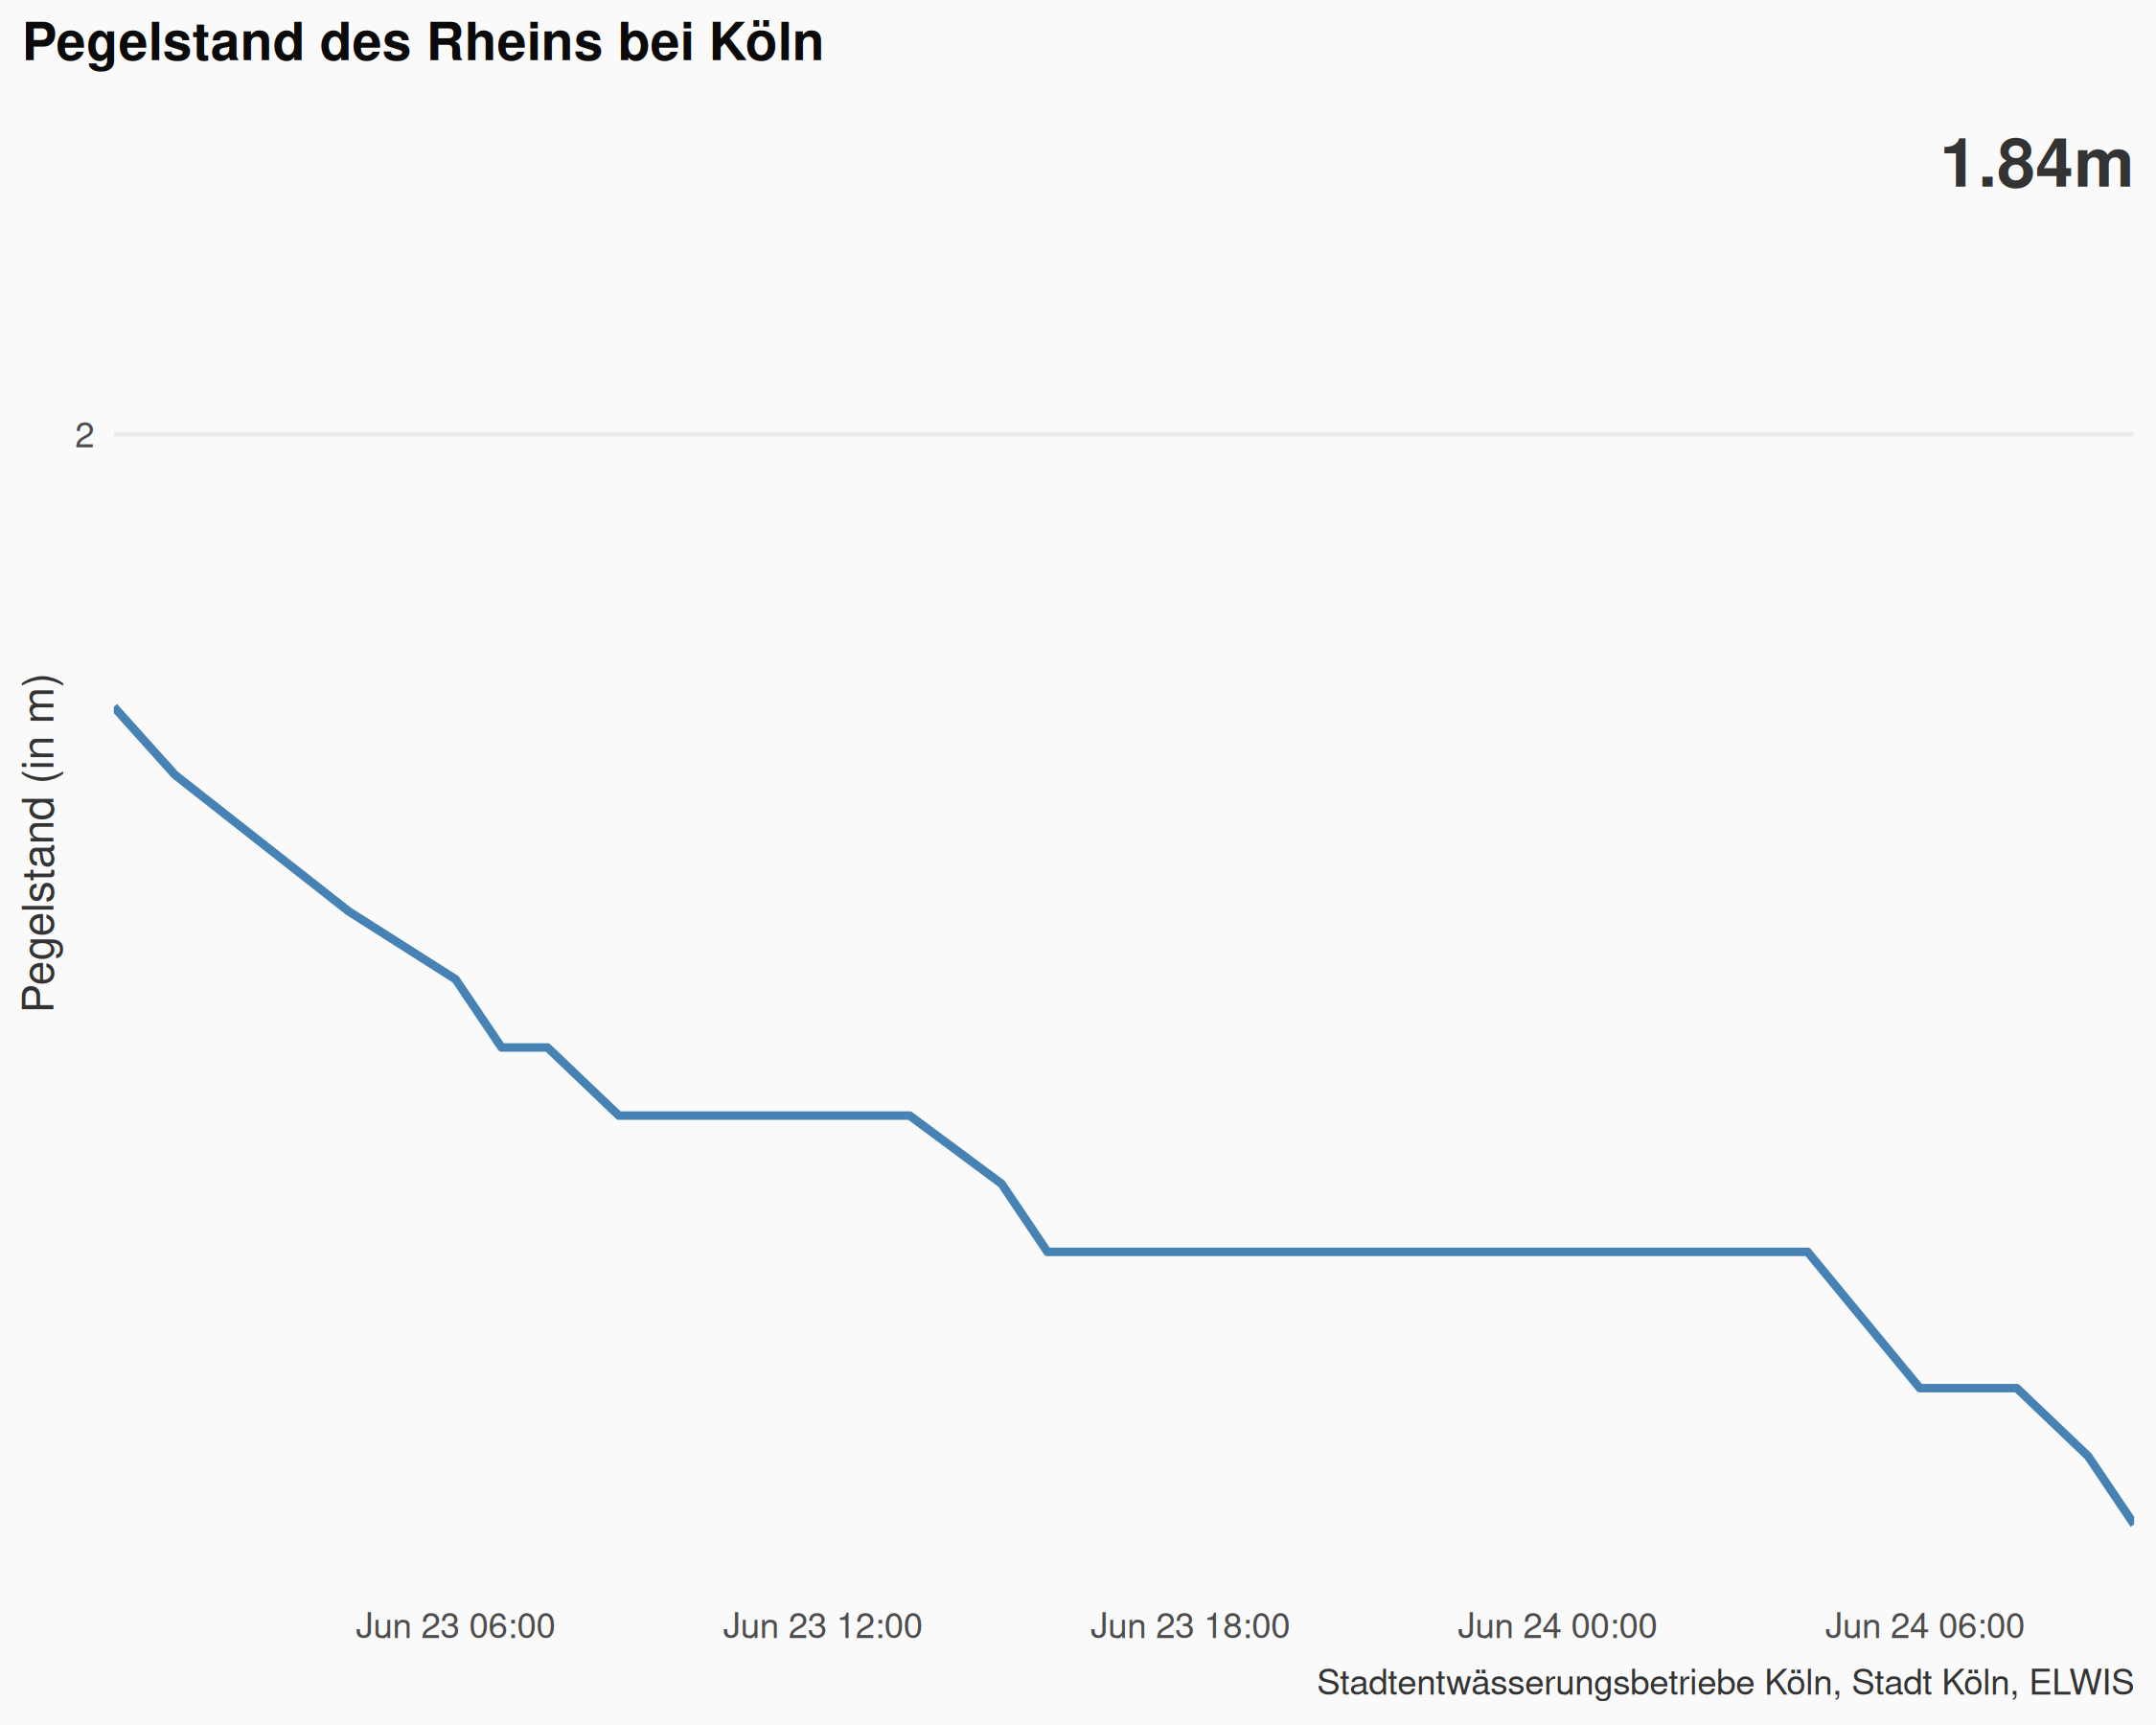 Pegelstand des Rheins bei Köln
1.84m
2
Pegelstand (in m)
Jun 23 06:00 Jun 23 12:00 Jun 23 18:00 Jun 24 00:00 Jun 24 06:00
Stadtentwässerungsbetriebe Köln, Stadt Köln, ELWIS